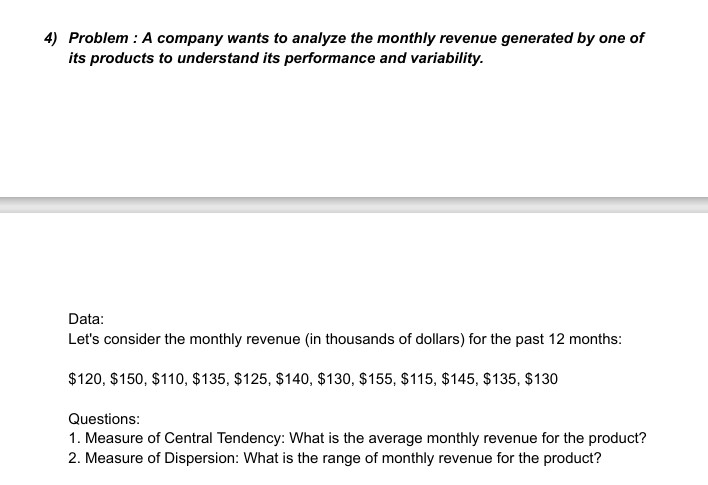 4) Problem : A company wants to analyze the monthly revenue generated by one of
its products to understand its performance and variability.
Data:
Let's consider the monthly revenue (in thousands of dollars) for the past 12 months:
$120, $150, $110, $135, $125, $140, $130, $155, $115, $145, $135, $130
Questions:
1. Measure of Central Tendency: What is the average monthly revenue for the product?
2. Measure of Dispersion: What is the range of monthly revenue for the product?